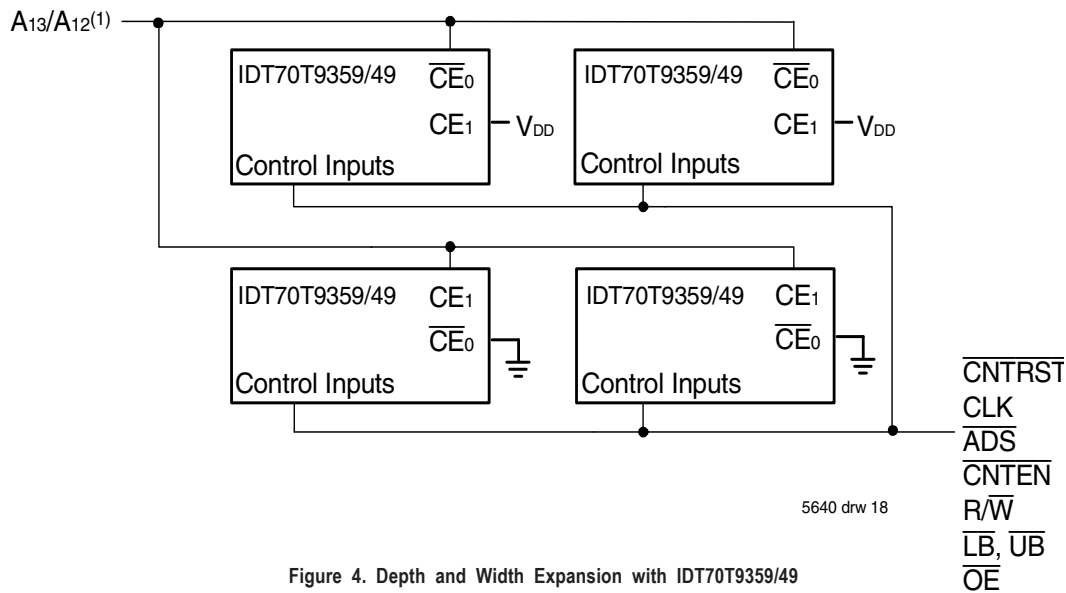 A13/A12(1)
IDT70T9359/49 CE0
CE1 VDD
Control Inputs
IDT70T9359/49 CE0
CE1 VDD
Control Inputs
IDT70T9359/49 CE1
CE0
Control Inputs
IDT70T9359/49 CE1
CE0
Control Inputs
CNTRST
CLK
ADS
CNTEN
R/W
LB, UB
OE
5640 drw 18
Figure 4. Depth and Width Expansion with IDT70T9359/49